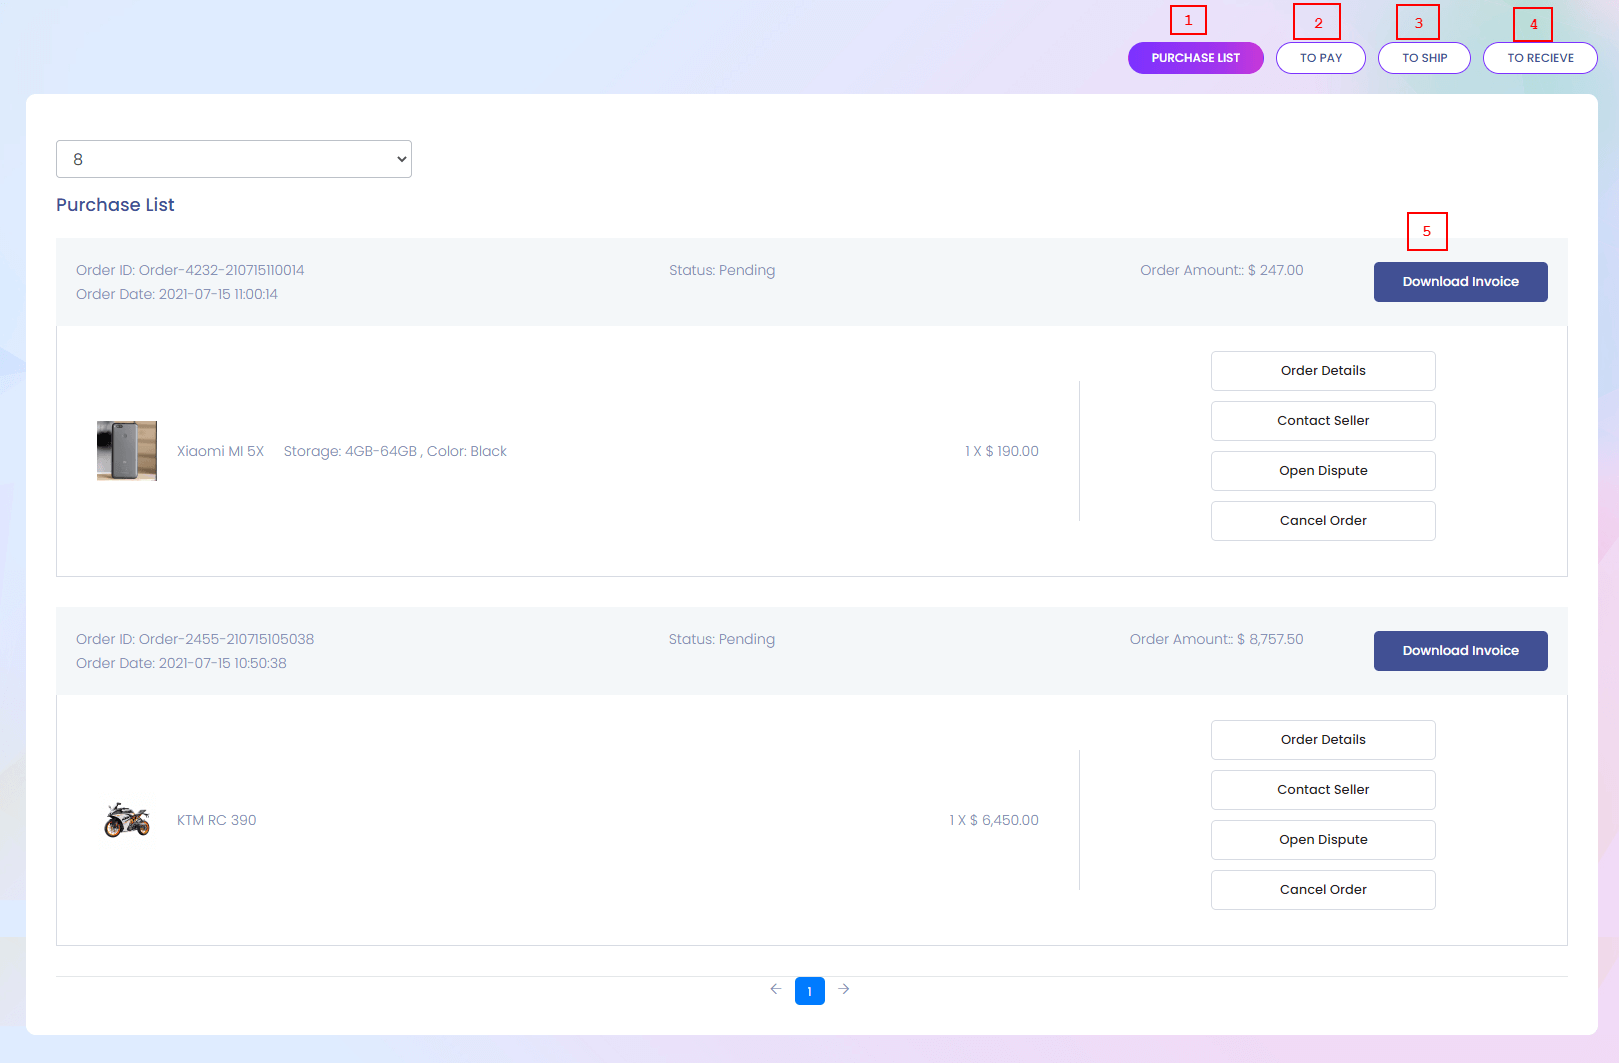 1
2
3
4
PURCHASE LIST
TO PAY
TO SHIP
TO RECIEVE
8
Purchase List
5
Order ID: Order-4232-210715110014
Status: Pending
Order Amount:: $ 247.00
Download Invoice
Order Date: 2021-07-15 11:00:14
Order Details
Contact Seller
Xiaomi MI 5X
Storage: 4GB-64GB , Color: Black
1 X $ 190.00
Open Dispute
Cancel Order
Order ID: Order-2455-210715105038
Status: Pending
Order Amount:: $ 8,757.50
Download Invoice
Order Date: 2021-07-15 10:50:38
Order Details
Contact Seller
KTM RC 390
1 X $ 6,450.00
Open Dispute
Cancel Order
1